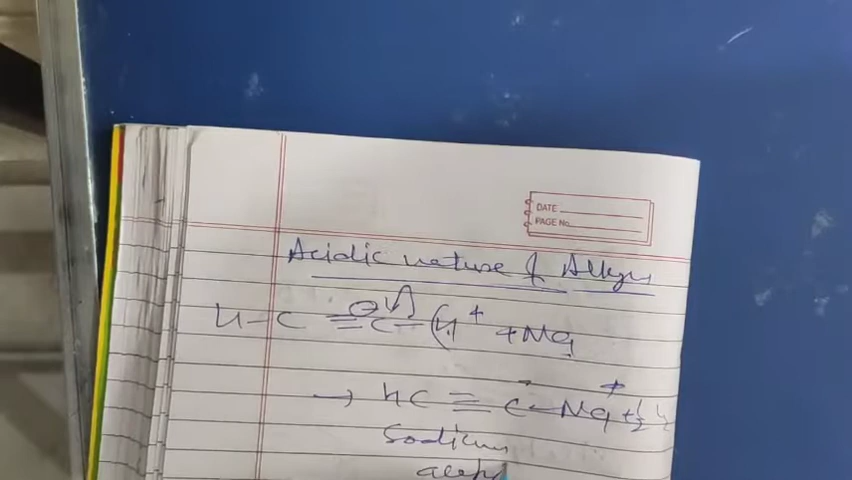 DATE
PAGE No.
Acidic nature of Alkyne
H-C≡C-H + Na
→ HC≡C-Na + ½ H
Sodium